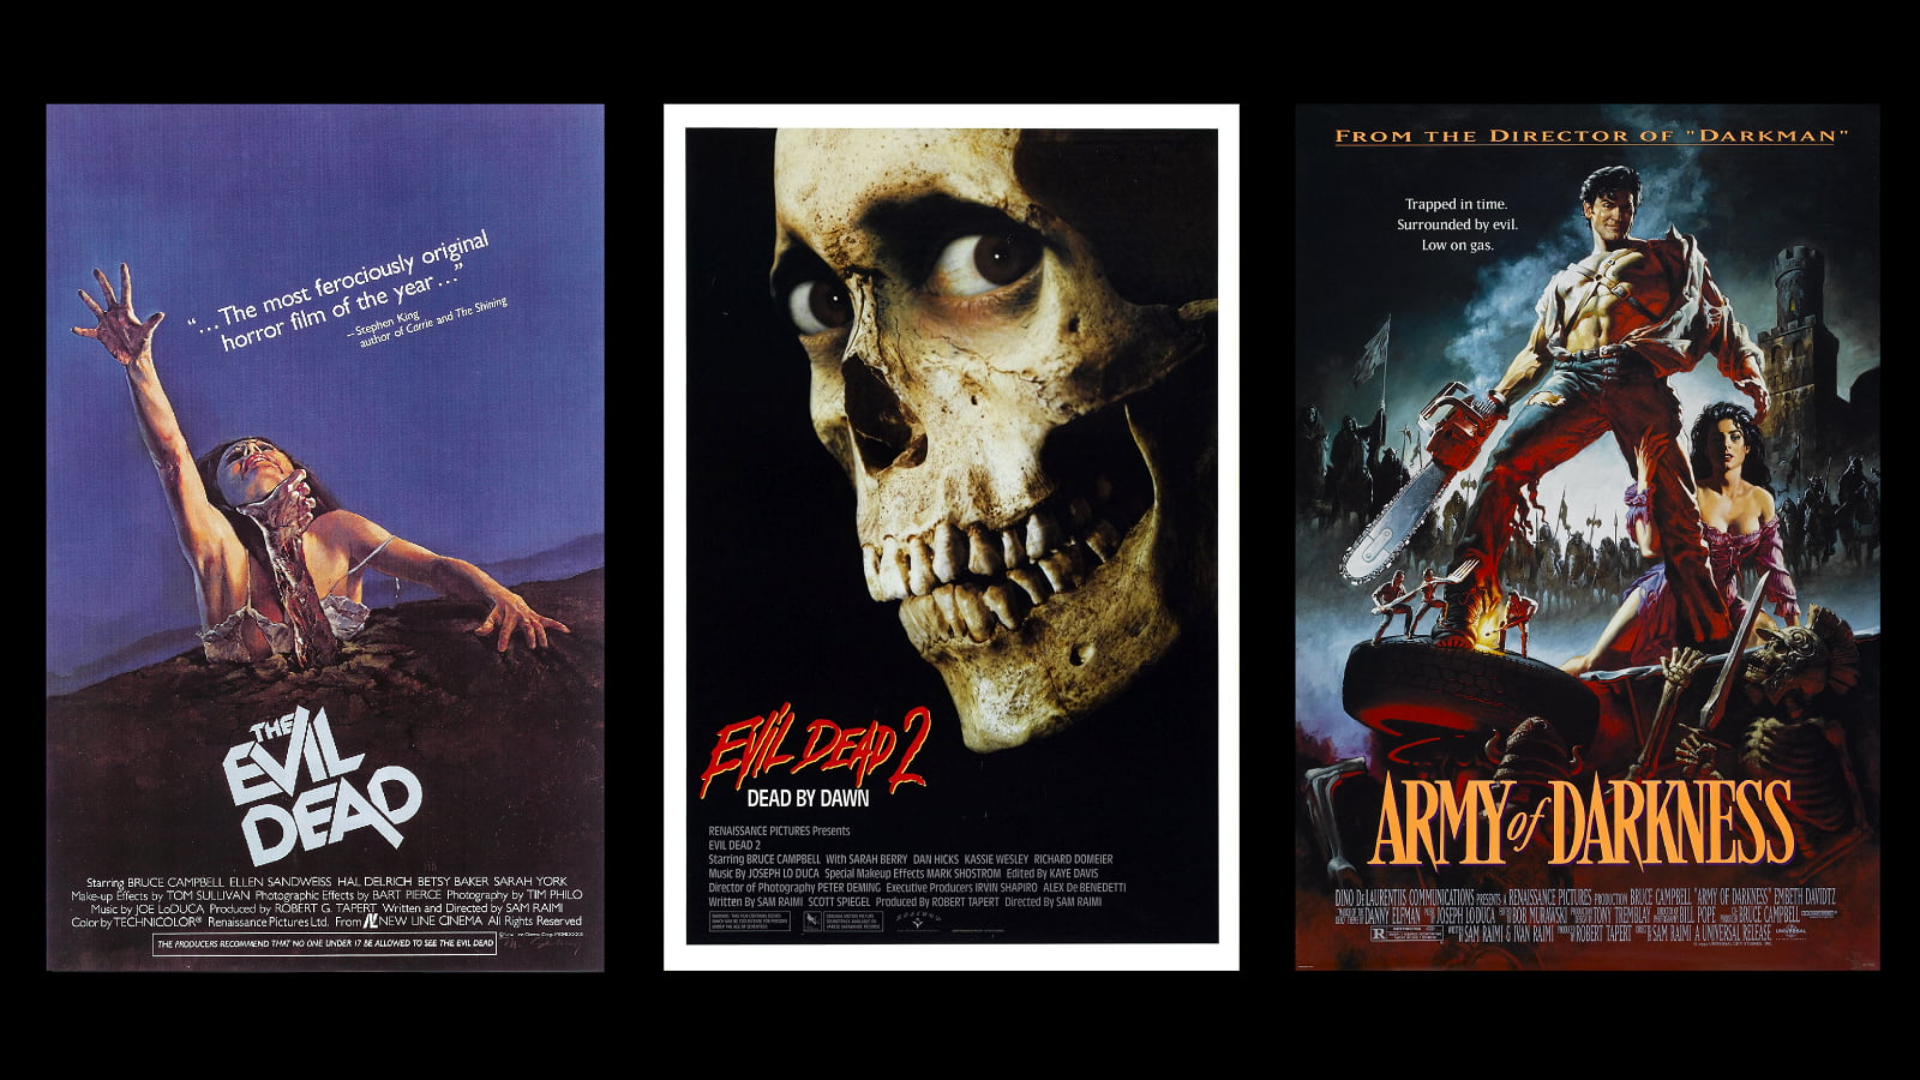 “...The most ferociously original
horror film of the year...”
—Stephen King
author of Carrie and The Shining
THE
EVIL
DEAD
Starring BRUCE CAMPBELL ELLEN SANDWEISS HAL DELRICH BETSY BAKER SARAH YORK
Make-up Effects by TOM SULLIVAN Photographic Effects by BART PIERCE Photography by TIM PHILO
Music by JOE LoDUCA Produced by ROBERT G. TAPERT Written and Directed by SAM RAIMI
Color by TECHNICOLOR® Renaissance Pictures Ltd. From NEW LINE CINEMA All Rights Reserved
THE PRODUCERS RECOMMEND THAT NO ONE UNDER 17 BE ALLOWED TO SEE THE EVIL DEAD
EVIL DEAD 2
DEAD BY DAWN
RENAISSANCE PICTURES Presents
EVIL DEAD 2
Starring BRUCE CAMPBELL With SARAH BERRY DAN HICKS KASSIE WESLEY RICHARD DOMEIER
Music By JOSEPH LO DUCA Special Makeup Effects MARK SHOSTROM Edited By KAYE DAVIS
Director of Photography PETER DEMING Executive Producers IRVIN SHAPIRO ALEX De BENEDETTI
Written By SAM RAIMI SCOTT SPIEGEL Produced By ROBERT TAPERT Directed By SAM RAIMI
FROM THE DIRECTOR OF "DARKMAN"
Trapped in time.
Surrounded by evil.
Low on gas.
ARMY of DARKNESS
DINO DE LAURENTIIS COMMUNICATIONS PRESENTS A RENAISSANCE PICTURES PRODUCTION BRUCE CAMPBELL "ARMY OF DARKNESS" EMBETH DAVIDTZ
DANNY ELFMAN JOSEPH LODUCA BOB MURAWSKI TONY TREMBLAY BILL POPE BRUCE CAMPBELL
R SAM RAIMI & IVAN RAIMI ROBERT TAPERT SAM RAIMI A UNIVERSAL RELEASE UNIVERSAL